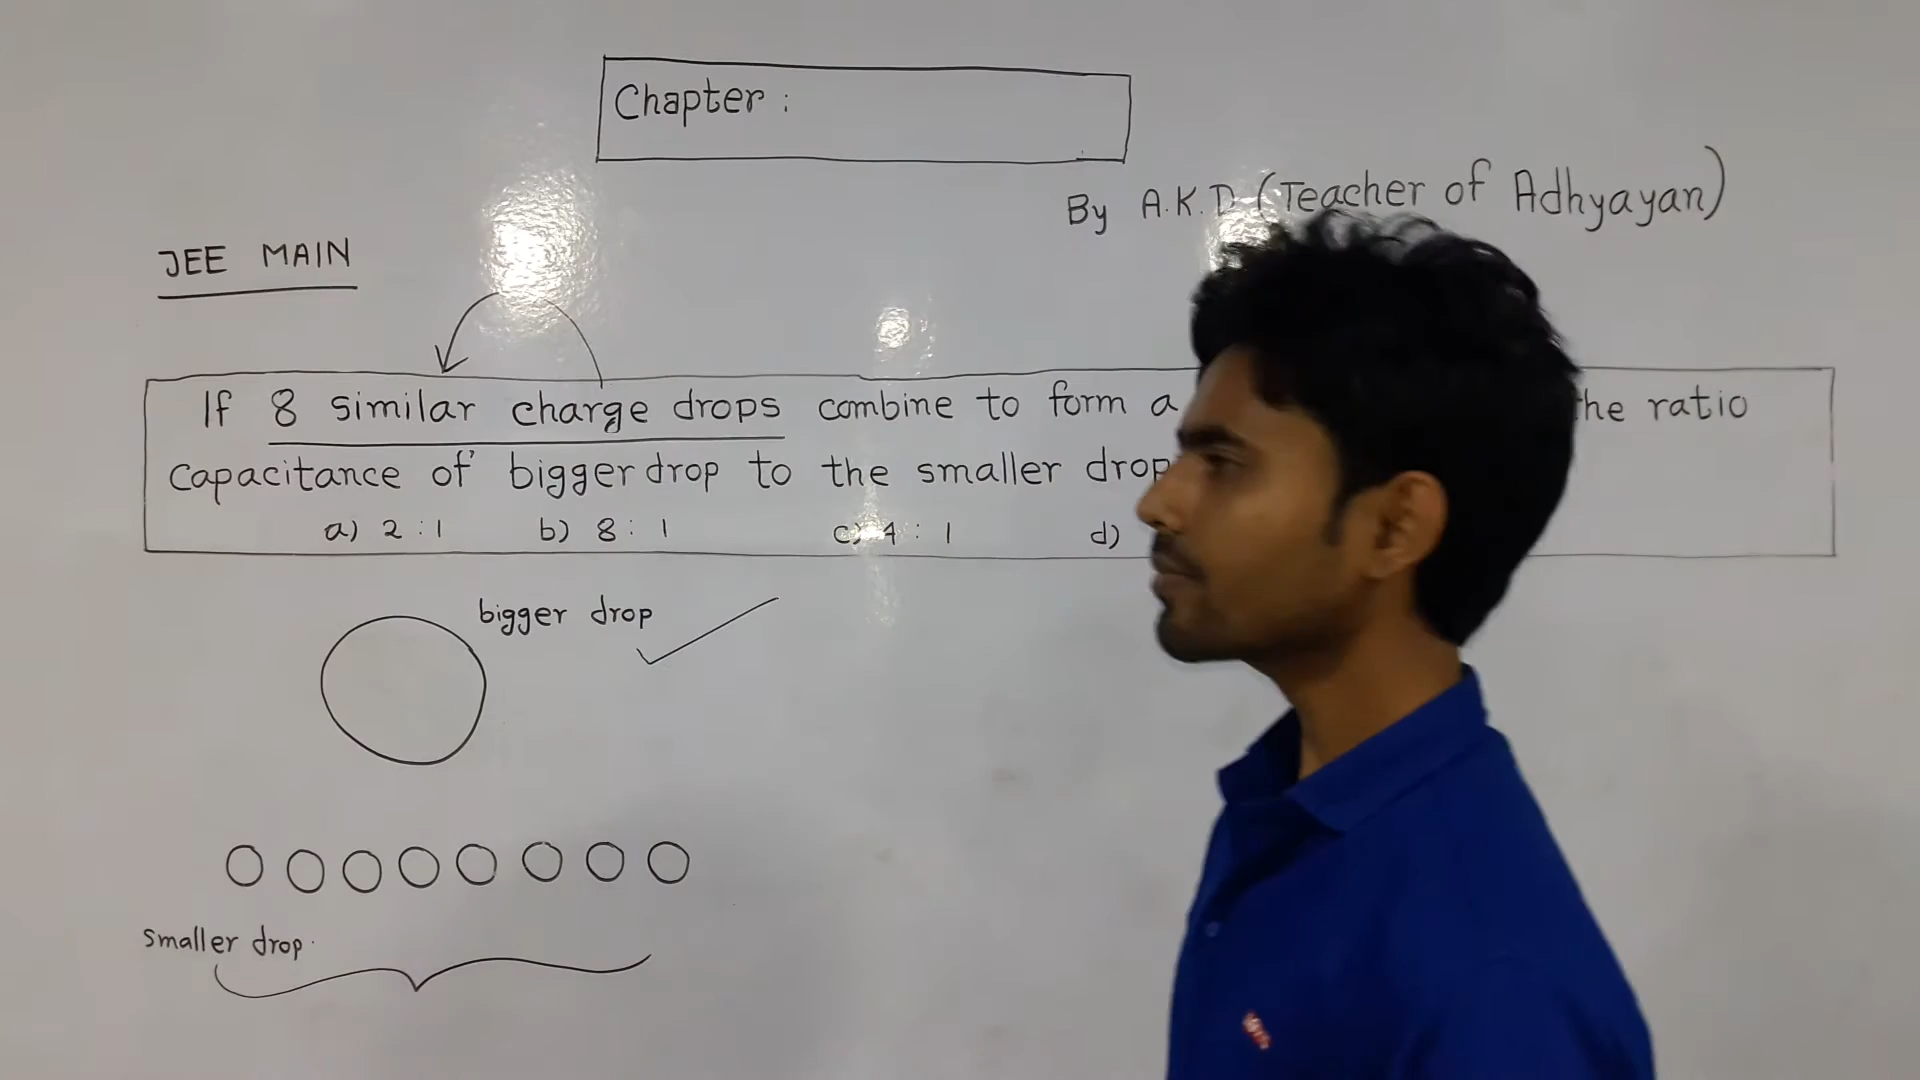 Chapter :
By A.K.D (Teacher of Adhyayan)
JEE MAIN
If 8 similar charge drops combine to form a the ratio
capacitance of bigger drop to the smaller drop
a) 2 : 1 b) 8 : 1 c) 4 : 1 d)
bigger drop
smaller drop.